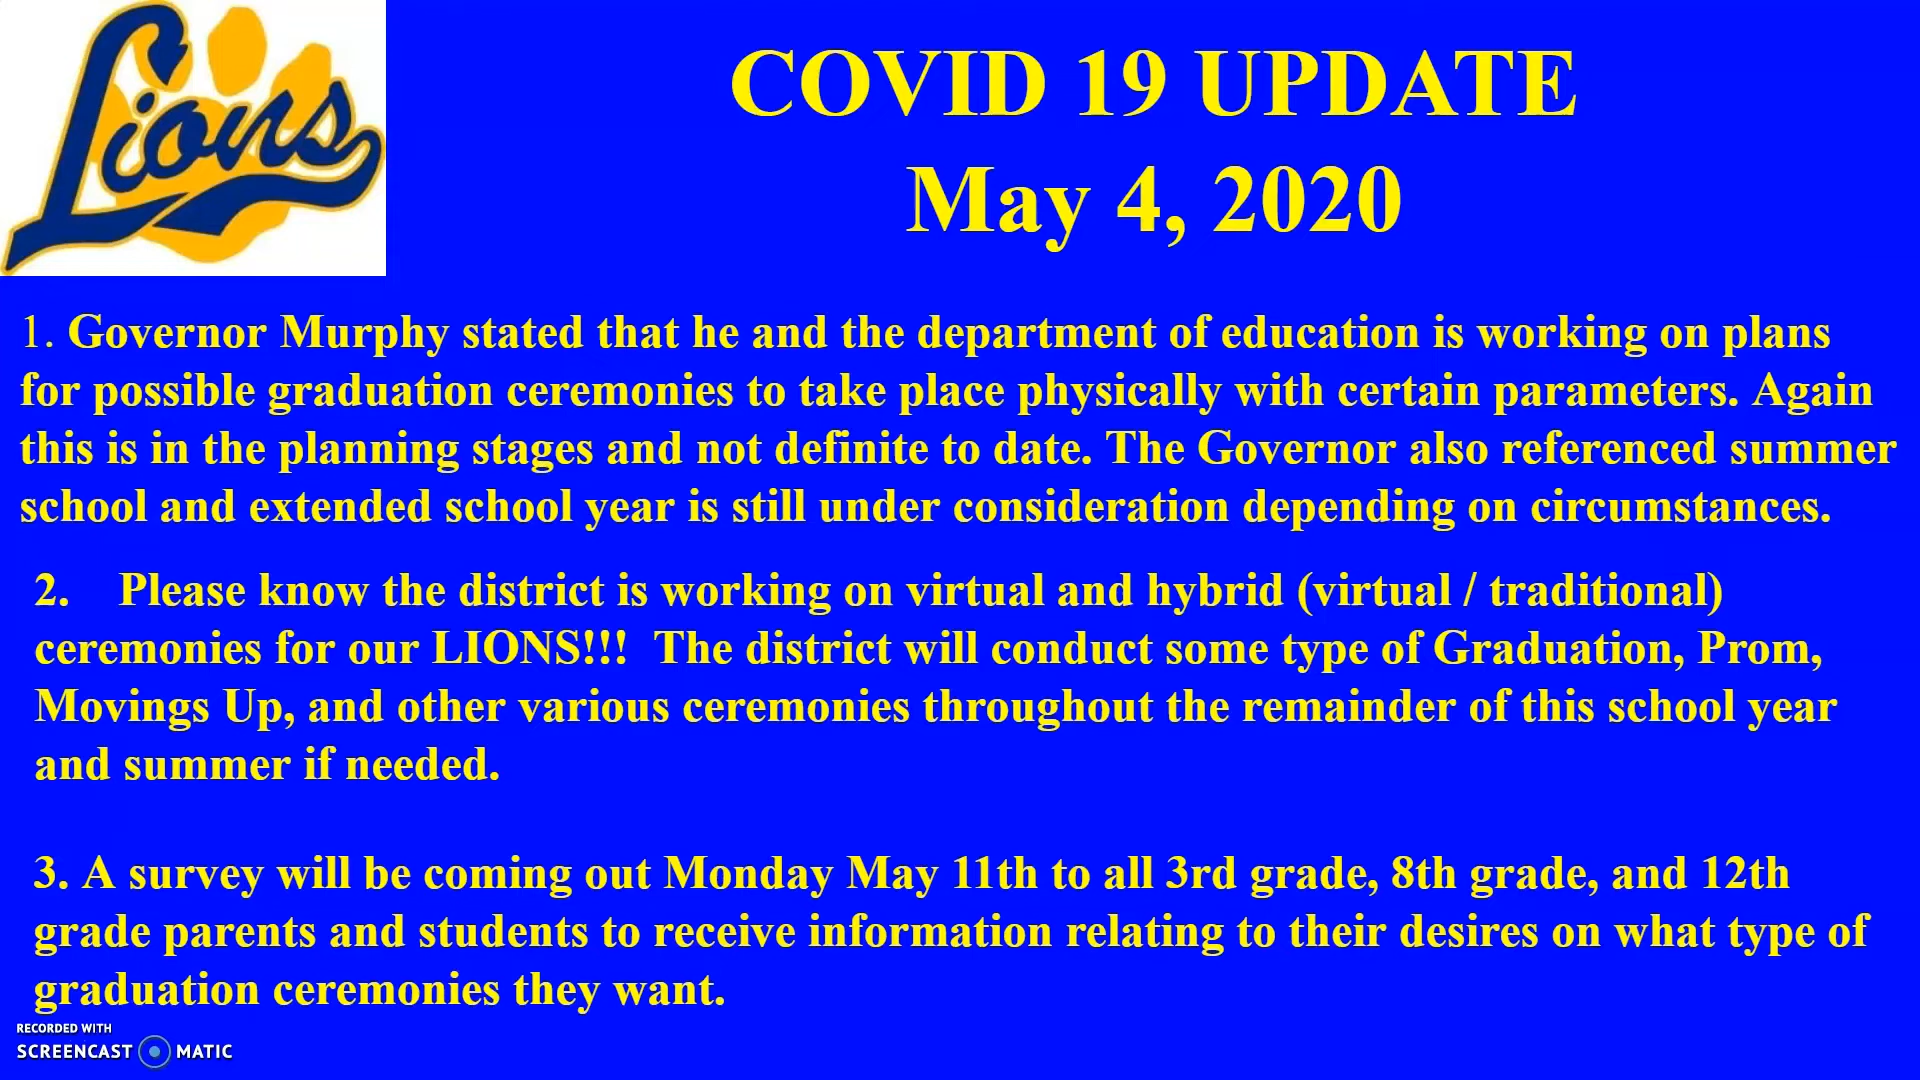 Lions
COVID 19 UPDATE
May 4, 2020
1. Governor Murphy stated that he and the department of education is working on plans
for possible graduation ceremonies to take place physically with certain parameters. Again
this is in the planning stages and not definite to date. The Governor also referenced summer
school and extended school year is still under consideration depending on circumstances.
2. Please know the district is working on virtual and hybrid (virtual / traditional)
ceremonies for our LIONS!!! The district will conduct some type of Graduation, Prom,
Movings Up, and other various ceremonies throughout the remainder of this school year
and summer if needed.
3. A survey will be coming out Monday May 11th to all 3rd grade, 8th grade, and 12th
grade parents and students to receive information relating to their desires on what type of
graduation ceremonies they want.
RECORDED WITH
SCREENCAST MATIC